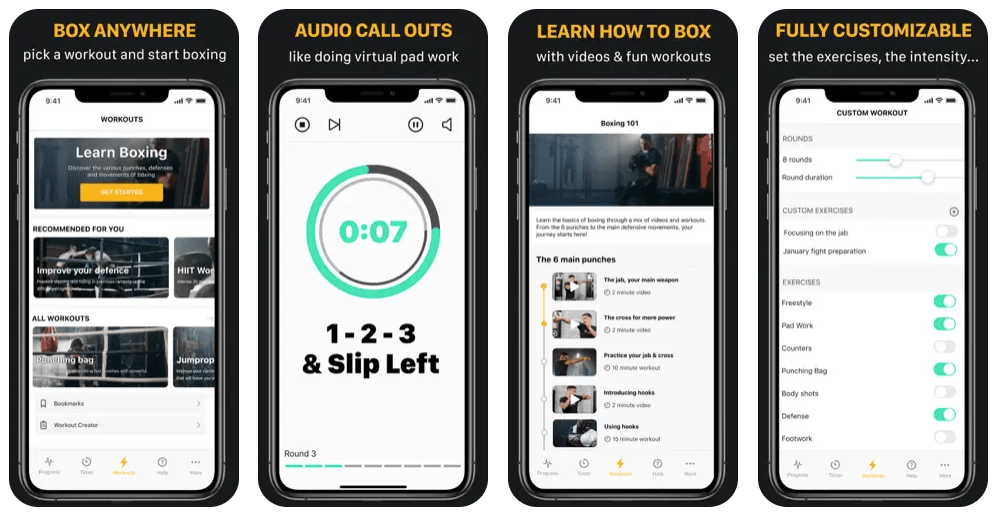 BOX ANYWHERE
pick a workout and start boxing
9:41
WORKOUTS
Learn Boxing
Discover the various punches, defenses
and movements of boxing
GET STARTED
RECOMMENDED FOR YOU
Improve your defence
HIIT Wor
ALL WORKOUTS
Punching bag
Jumprop
Bookmarks
Workout Creator
Progress
Timer
Workouts
Help
More
AUDIO CALL OUTS
like doing virtual pad work
9:41
0:07
1 - 2 - 3
& Slip Left
Round 3
LEARN HOW TO BOX
with videos & fun workouts
9:41
Boxing 101
Learn the basics of boxing through a mix of videos and workouts.
From the 6 punches to the main defensive movements, your
journey starts here!
The 6 main punches
The jab, your main weapon
2 minute video
The cross for more power
2 minute video
Practice your jab & cross
10 minute workout
Introducing hooks
2 minute video
Using hooks
15 minute workout
Progress
Timer
Workouts
Help
More
FULLY CUSTOMIZABLE
set the exercises, the intensity...
9:41
CUSTOM WORKOUT
ROUNDS
8 rounds
Round duration
CUSTOM EXERCISES
Focusing on the jab
January fight preparation
EXERCISES
Freestyle
Pad Work
Counters
Punching Bag
Body shots
Defense
Footwork
Progress
Timer
Workouts
Help
More